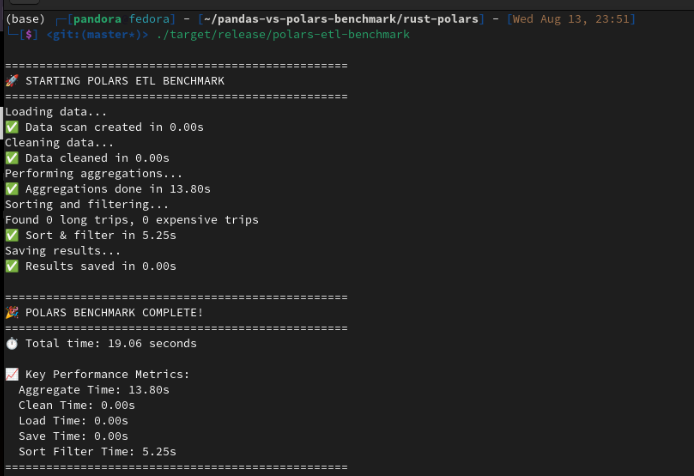 (base) ┌─[pandora fedora] - [~/pandas-vs-polars-benchmark/rust-polars] - [Wed Aug 13, 23:51]
└─[$] <git:(master*)> ./target/release/polars-etl-benchmark
==================================================
🚀 STARTING POLARS ETL BENCHMARK
==================================================
Loading data...
✅ Data scan created in 0.00s
Cleaning data...
✅ Data cleaned in 0.00s
Performing aggregations...
✅ Aggregations done in 13.80s
Sorting and filtering...
Found 0 long trips, 0 expensive trips
✅ Sort & filter in 5.25s
Saving results...
✅ Results saved in 0.00s
==================================================
🎉 POLARS BENCHMARK COMPLETE!
==================================================
⏱️ Total time: 19.06 seconds
📈 Key Performance Metrics:
Aggregate Time: 13.80s
Clean Time: 0.00s
Load Time: 0.00s
Save Time: 0.00s
Sort Filter Time: 5.25s
==================================================